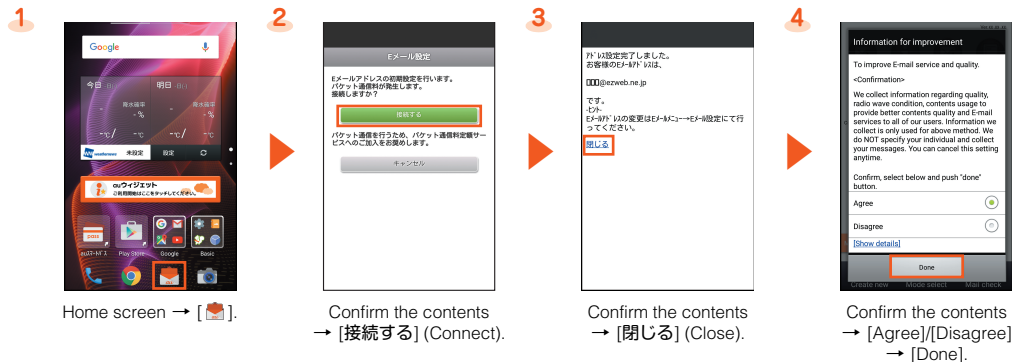 1
Google
今日
明日
降水確率
降水確率
- %
- %
-℃/ -℃
-℃/ -℃
weathernews
未設定
設定
auウィジェット
ご利用開始はここをタッチしてください。
pass
auスマートパス
Play Store
Google
Basic
Home screen → [ ].
2
Eメール設定
Eメールアドレスの初期設定を行います。
パケット通信料が発生します。
接続しますか？
接続する
パケット通信を行うため、パケット通信料定額サー
ビスへのご加入をお奨めします。
キャンセル
Confirm the contents
→ [接続する] (Connect).
3
ｱﾄﾞﾚｽ設定完了しました。
お客様のEﾒｰﾙｱﾄﾞﾚｽは、
@ezweb.ne.jp
です。
-ﾋﾝﾄ-
Eﾒｰﾙｱﾄﾞﾚｽの変更はEﾒｰﾙﾒﾆｭｰ→Eﾒｰﾙ設定にて行
ってください。
閉じる
Confirm the contents
→ [閉じる] (Close).
4
Information for improvement
To improve E-mail service and quality.
<Confirmation>
We collect information regarding quality,
radio wave condition, contents usage to
provide better contents quality and E-mail
services to all of our users. Information we
collect is only used for above method. We
do NOT specify your individual and collect
your messages. You can cancel this setting
anytime.
Confirm, select below and push "done"
button.
Agree
Disagree
[Show details]
Done
Create new Mode select Mail check
Confirm the contents
→ [Agree]/[Disagree]
→ [Done].